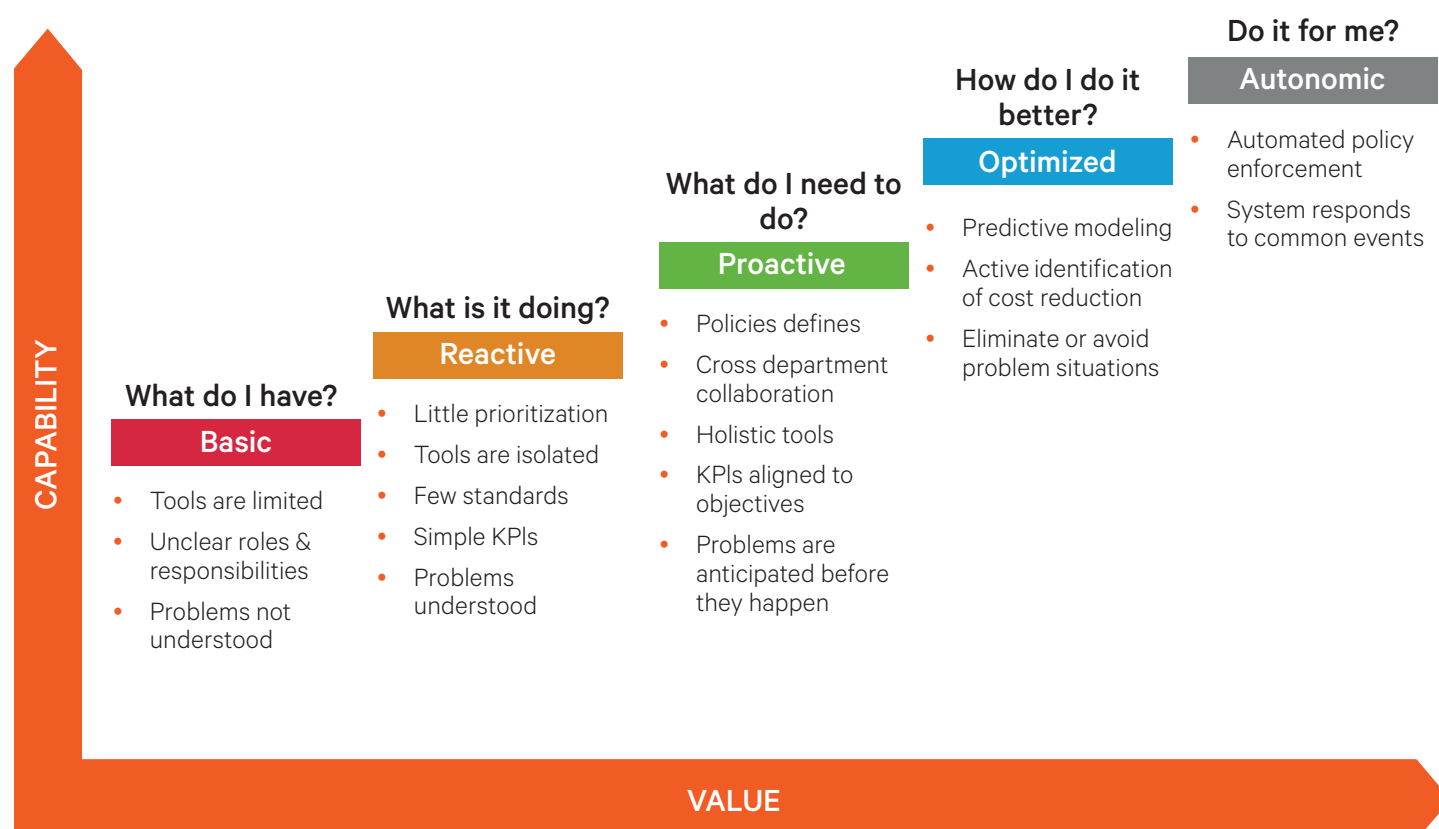 CAPABILITY
What do I have?
Basic
• Tools are limited
• Unclear roles &
responsibilities
• Problems not
understood
What is it doing?
Reactive
• Little prioritization
• Tools are isolated
• Few standards
• Simple KPIs
• Problems
understood
What do I need to
do?
Proactive
• Policies defines
• Cross department
collaboration
• Holistic tools
• KPIs aligned to
objectives
• Problems are
anticipated before
they happen
How do I do it
better?
Optimized
• Predictive modeling
• Active identification
of cost reduction
• Eliminate or avoid
problem situations
Do it for me?
Autonomic
• Automated policy
enforcement
• System responds
to common events
VALUE